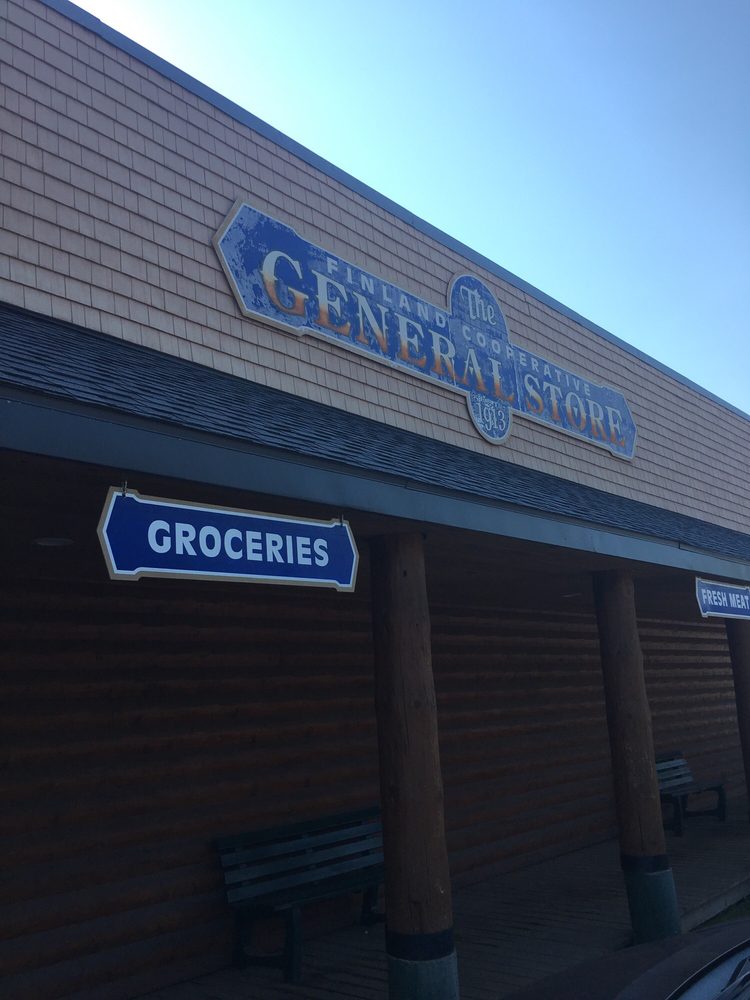 The
FINLAND COOPERATIVE
GENERAL STORE
1913
GROCERIES
FRESH MEAT